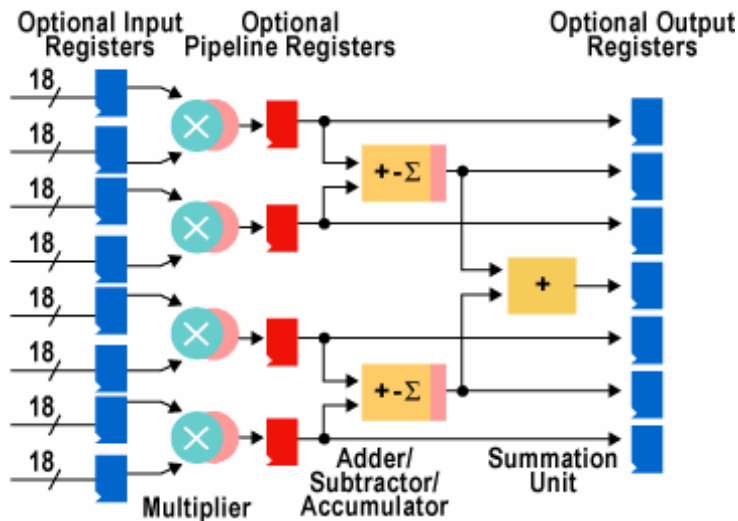 Optional Input
Registers
Optional
Pipeline Registers
Optional Output
Registers
18
18
18
18
18
18
18
18
+-Σ
+
+-Σ
Multiplier
Adder/
Subtractor/
Accumulator
Summation
Unit